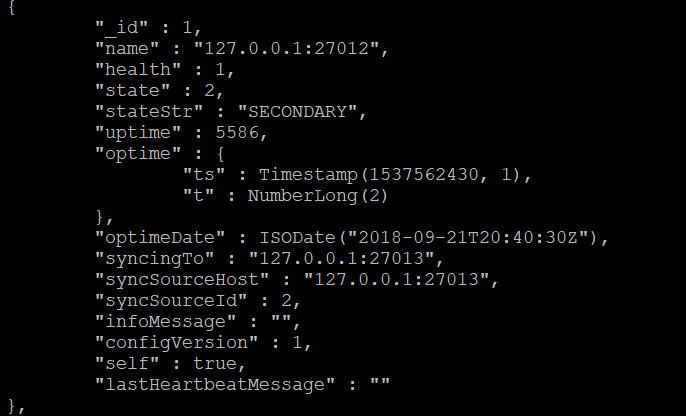 {
"_id" : 1,
"name" : "127.0.0.1:27012",
"health" : 1,
"state" : 2,
"stateStr" : "SECONDARY",
"uptime" : 5586,
"optime" : {
"ts" : Timestamp(1537562430, 1),
"t" : NumberLong(2)
},
"optimeDate" : ISODate("2018-09-21T20:40:30Z"),
"syncingTo" : "127.0.0.1:27013",
"syncSourceHost" : "127.0.0.1:27013",
"syncSourceId" : 2,
"infoMessage" : "",
"configVersion" : 1,
"self" : true,
"lastHeartbeatMessage" : ""
},